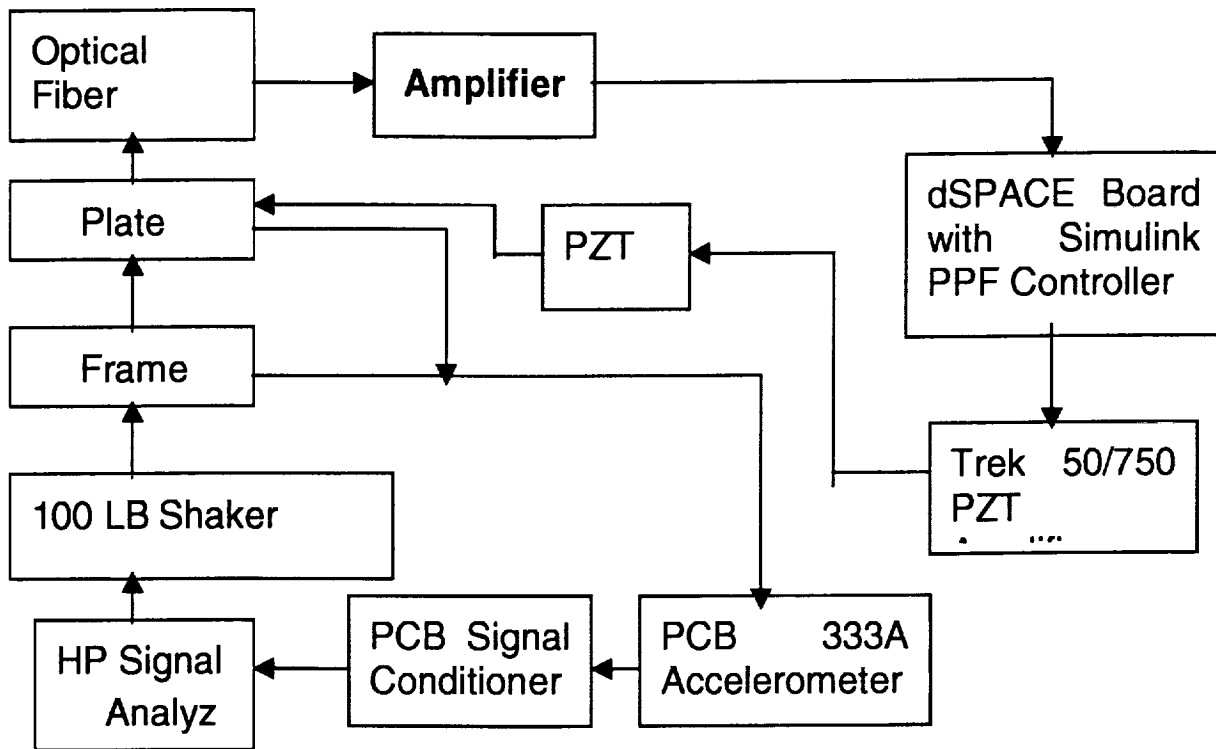 Optical
Fiber
Amplifier
Plate
PZT
dSPACE Board
with Simulink
PPF Controller
Frame
100 LB Shaker
Trek 50/750
PZT
HP Signal
Analyz
PCB Signal
Conditioner
PCB 333A
Accelerometer